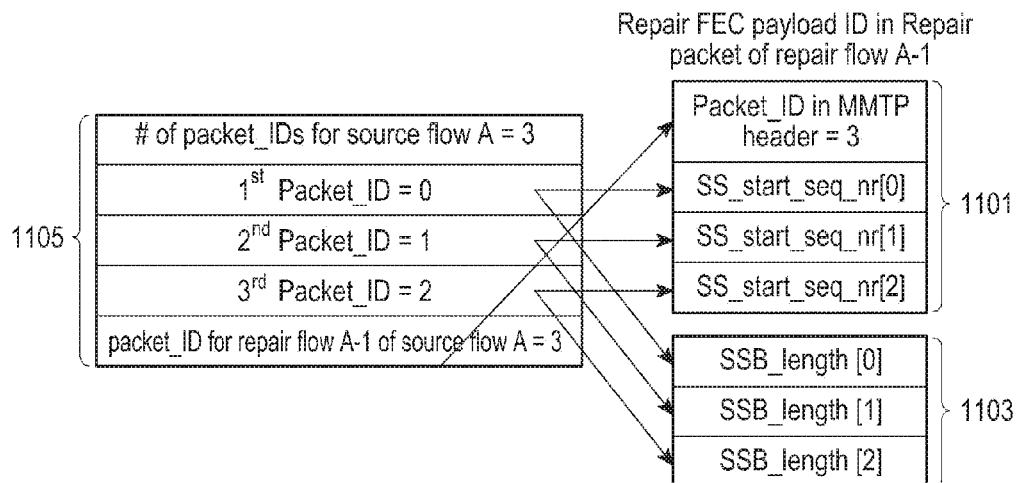 Repair FEC payload ID in Repair
packet of repair flow A-1
# of packet_IDs for source flow A = 3
1st Packet_ID = 0
2nd Packet_ID = 1
3rd Packet_ID = 2
packet_ID for repair flow A-1 of source flow A = 3
1105
Packet_ID in MMTP
header = 3
SS_start_seq_nr[0]
SS_start_seq_nr[1]
SS_start_seq_nr[2]
1101
SSB_length [0]
SSB_length [1]
SSB_length [2]
1103